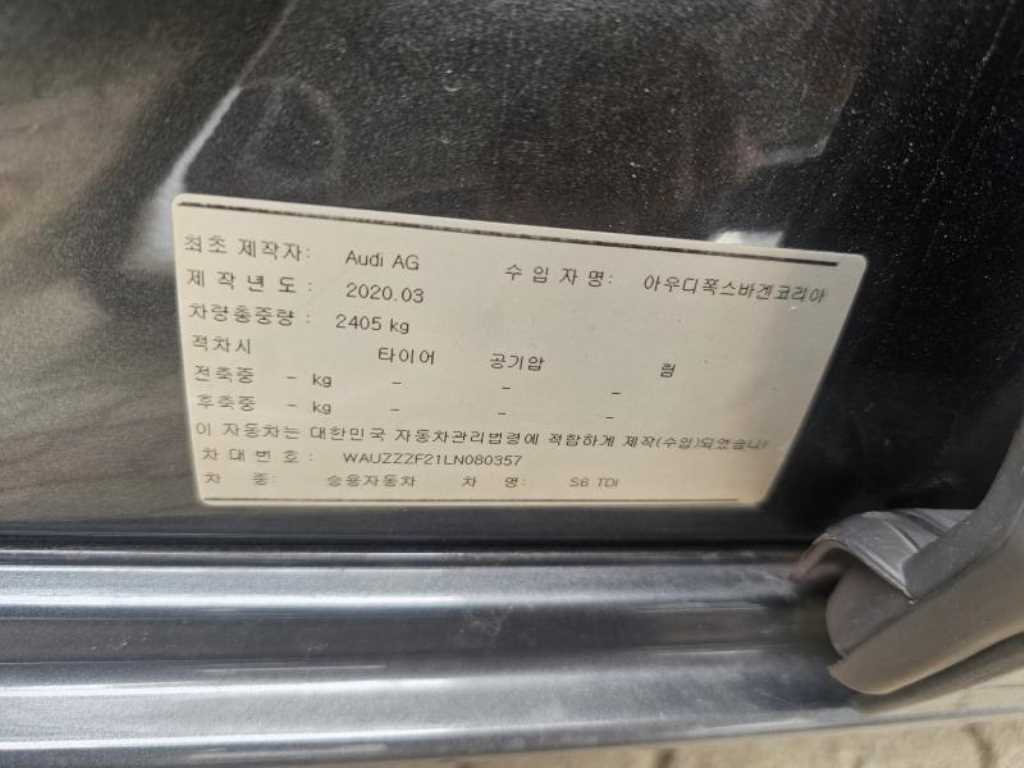 최초 제작자: Audi AG 수 입 자 명: 아우디폭스바겐코리아
제 작 년 도 : 2020.03
차량총중량 : 2405 kg
적차시 타이어 공기압 림
전축중 - kg - - -
후축중 - kg - - -
이 자동차는 대한민국 자동차관리법령에 적합하게 제작(수입)되었습니
차 대 번 호 : WAUZZZF21LN080357
차 종: 승용자동차 차 명: S6 TDI